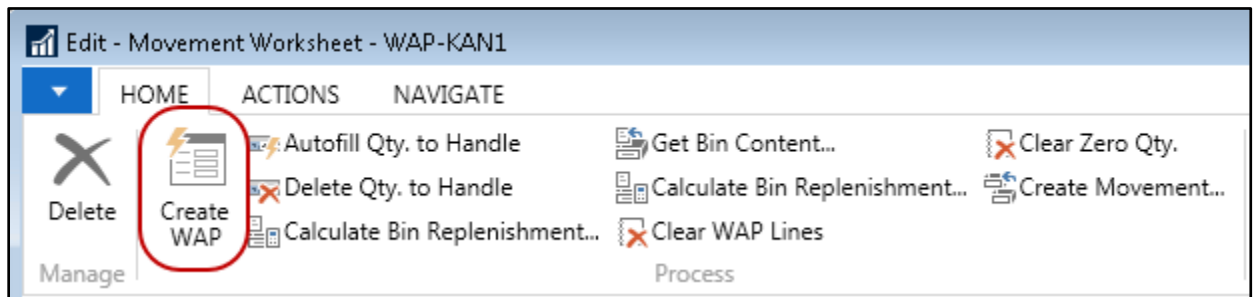 Edit - Movement Worksheet - WAP-KAN1
HOME ACTIONS NAVIGATE
Delete
Create
WAP
Autofill Qty. to Handle
Delete Qty. to Handle
Calculate Bin Replenishment...
Get Bin Content...
Calculate Bin Replenishment...
Clear WAP Lines
Clear Zero Qty.
Create Movement...
Manage
Process